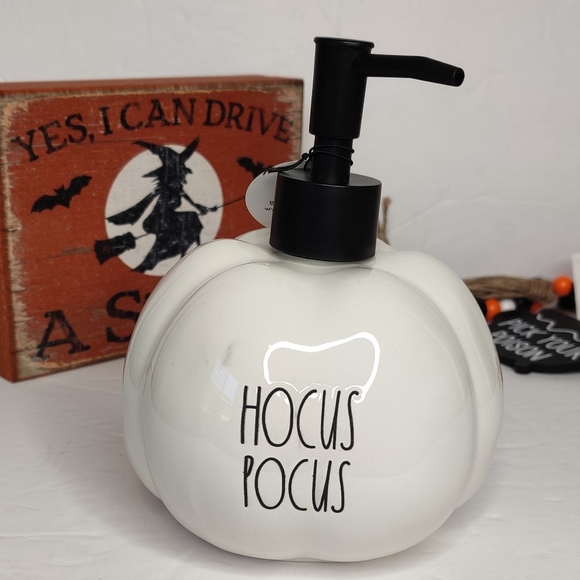 YES, I CAN DRIVE
A S
HOCUS
POCUS
PICK YOUR
POISON